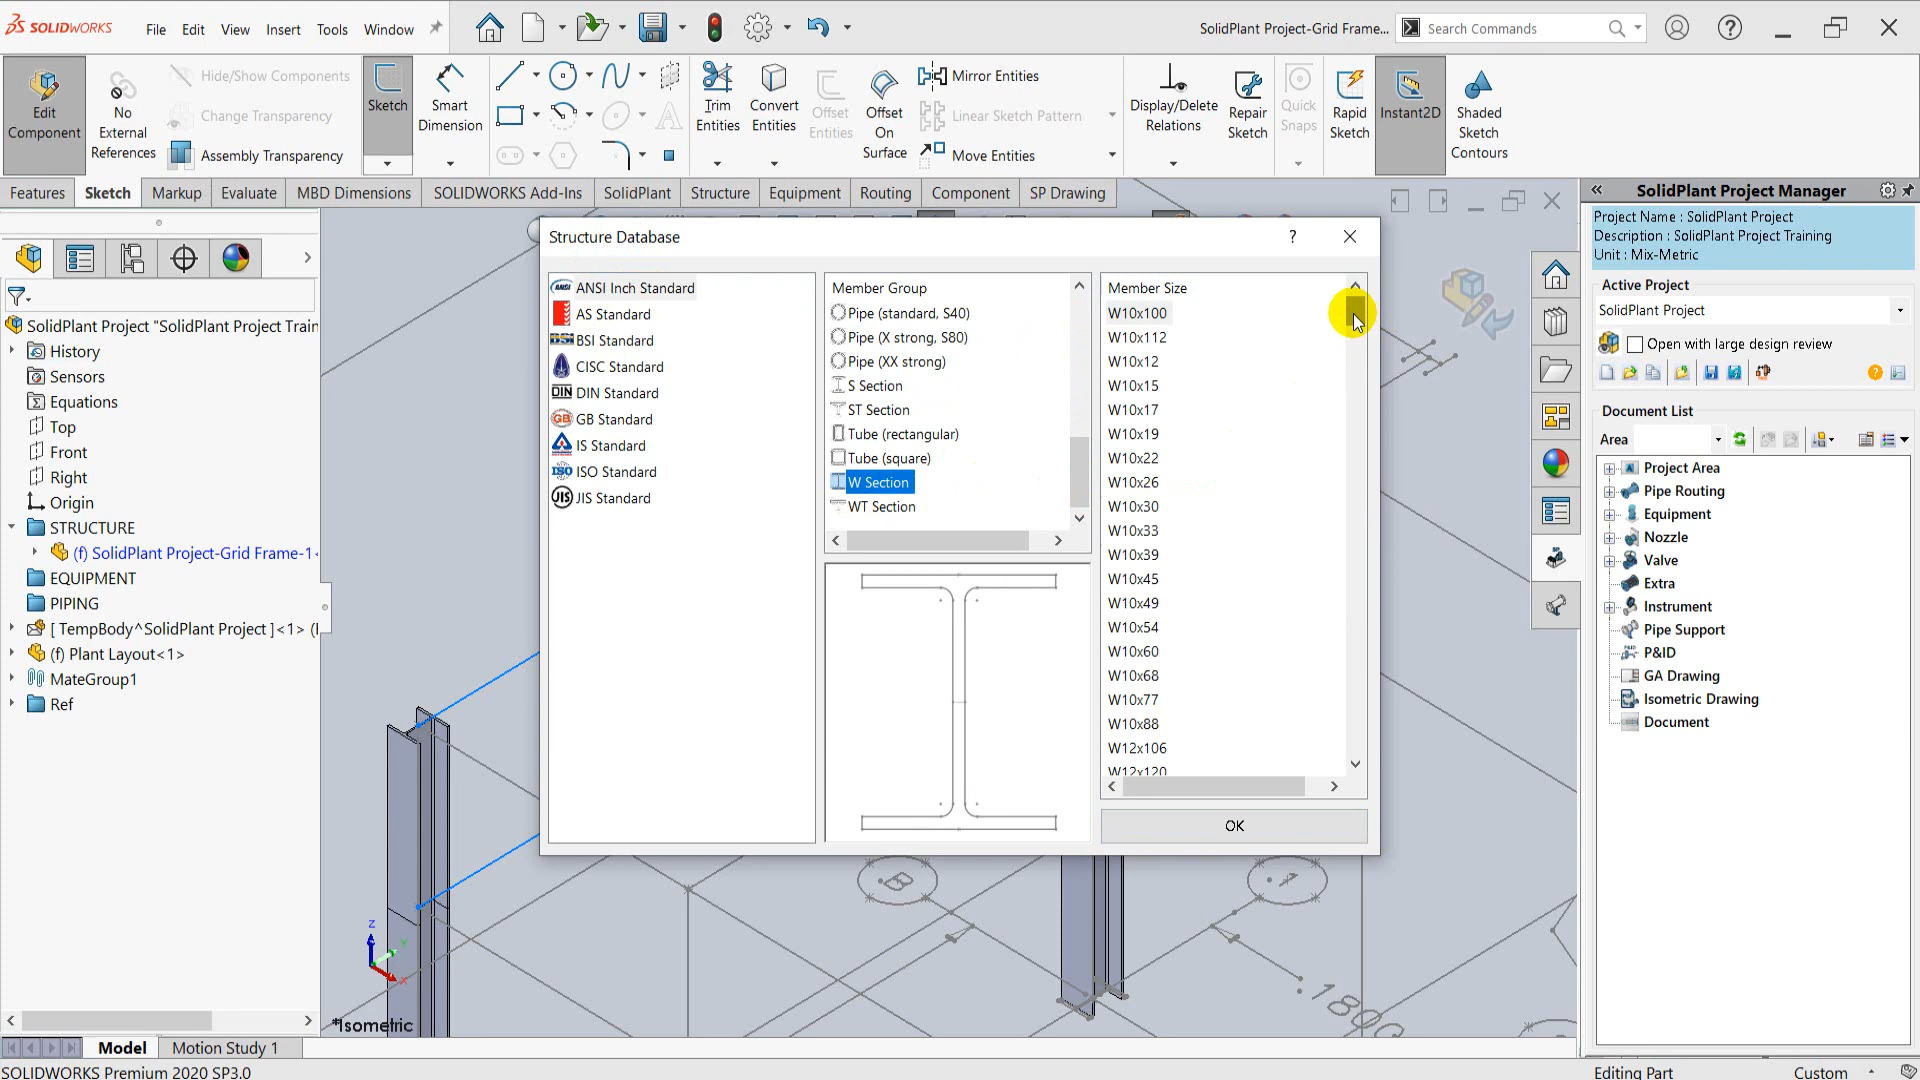 SOLIDWORKS
File Edit View Insert Tools Window
SolidPlant Project-Grid Frame...
Search Commands
Edit Component
No External References
Hide/Show Components
Change Transparency
Assembly Transparency
Sketch
Smart Dimension
Trim Entities
Convert Entities
Offset Entities
Offset On Surface
Mirror Entities
Linear Sketch Pattern
Move Entities
Display/Delete Relations
Repair Sketch
Quick Snaps
Rapid Sketch
Instant2D
Shaded Sketch Contours
Features Sketch Markup Evaluate MBD Dimensions SOLIDWORKS Add-Ins SolidPlant Structure Equipment Routing Component SP Drawing
SolidPlant Project "SolidPlant Project Train
History
Sensors
Equations
Top
Front
Right
Origin
STRUCTURE
(f) SolidPlant Project-Grid Frame-1<
EQUIPMENT
PIPING
[ TempBody^SolidPlant Project ]<1> (I
(f) Plant Layout<1>
MateGroup1
Ref
Structure Database
?
ANSI Inch Standard
AS Standard
BSI Standard
CISC Standard
DIN Standard
GB Standard
IS Standard
ISO Standard
JIS Standard
Member Group
Pipe (standard, S40)
Pipe (X strong, S80)
Pipe (XX strong)
S Section
ST Section
Tube (rectangular)
Tube (square)
W Section
WT Section
Member Size
W10x100
W10x112
W10x12
W10x15
W10x17
W10x19
W10x22
W10x26
W10x30
W10x33
W10x39
W10x45
W10x49
W10x54
W10x60
W10x68
W10x77
W10x88
W12x106
W12x120
OK
B
1
Z
Y
X
*Isometric
SolidPlant Project Manager
Project Name : SolidPlant Project
Description : SolidPlant Project Training
Unit : Mix-Metric
Active Project
SolidPlant Project
Open with large design review
Document List
Area
Project Area
Pipe Routing
Equipment
Nozzle
Valve
Extra
Instrument
Pipe Support
P&ID
GA Drawing
Isometric Drawing
Document
Model Motion Study 1
SOLIDWORKS Premium 2020 SP3.0
Editing Part
Custom